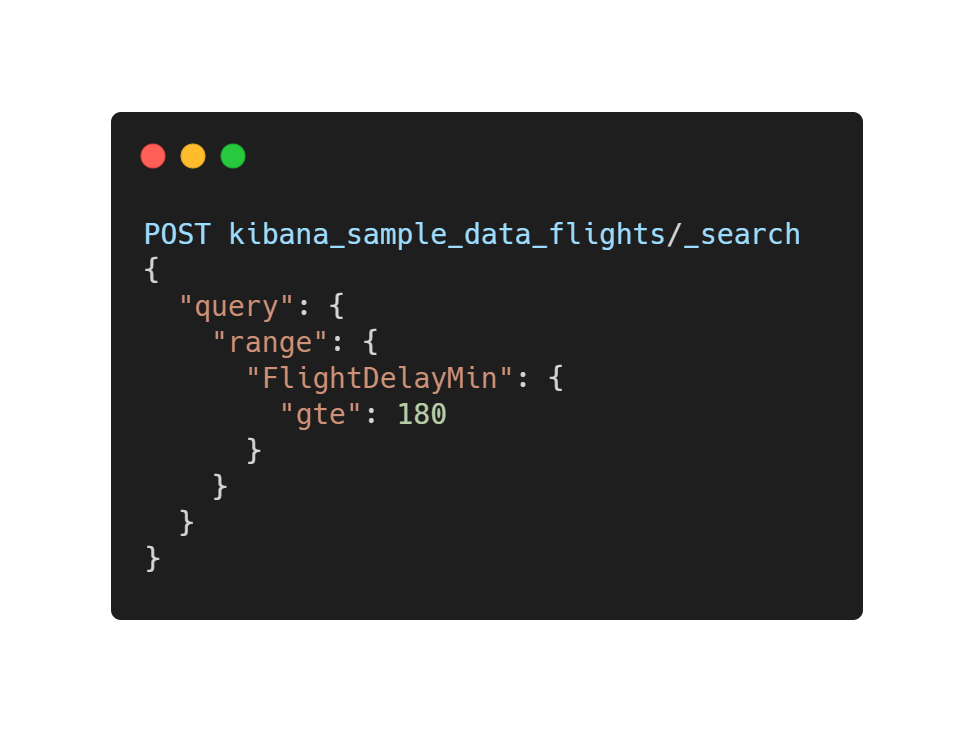 POST kibana_sample_data_flights/_search
{
  "query": {
    "range": {
      "FlightDelayMin": {
        "gte": 180
      }
    }
  }
}